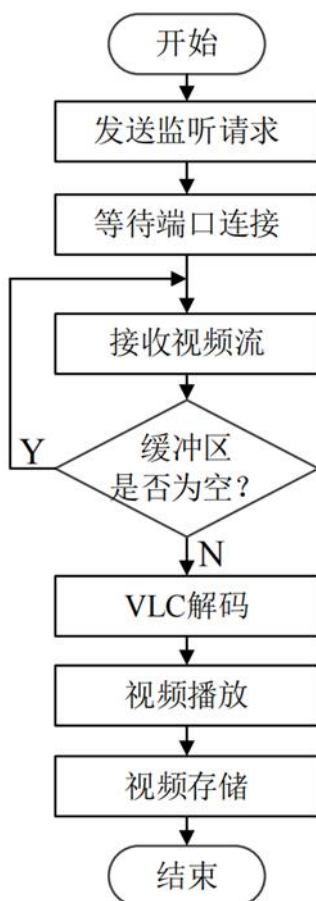 开始
发送监听请求
等待端口连接
接收视频流
缓冲区
是否为空?
Y
N
VLC解码
视频播放
视频存储
结束